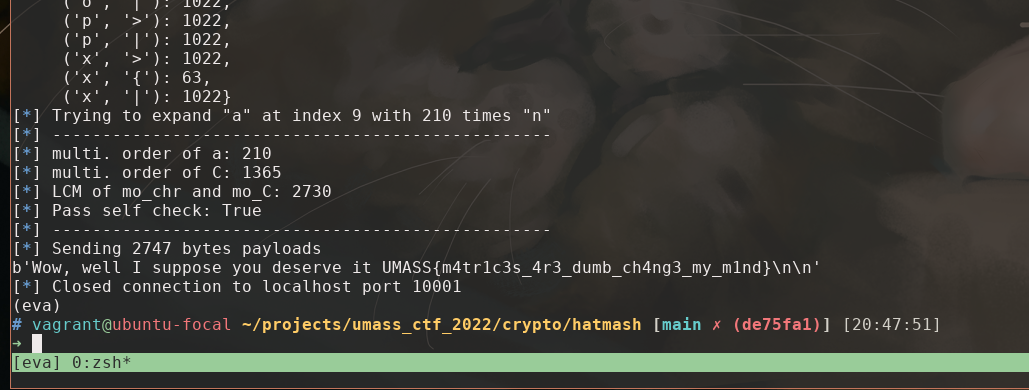 ('o', '|'): 1022,
('p', '>'): 1022,
('p', '|'): 1022,
('x', '>'): 1022,
('x', '{'): 63,
('x', '|'): 1022}
[*] Trying to expand "a" at index 9 with 210 times "n"
[*] --------------------------------------------------
[*] multi. order of a: 210
[*] multi. order of C: 1365
[*] LCM of mo_chr and mo_C: 2730
[*] Pass self check: True
[*] --------------------------------------------------
[*] Sending 2747 bytes payloads
b'Wow, well I suppose you deserve it UMASS{m4tr1c3s_4r3_dumb_ch4ng3_my_m1nd}\n\n'
[*] Closed connection to localhost port 10001
(eva)
# vagrant@ubuntu-focal ~/projects/umass_ctf_2022/crypto/hatmash [main ✗ (de75fa1)] [20:47:51]
→
[eva] 0:zsh*